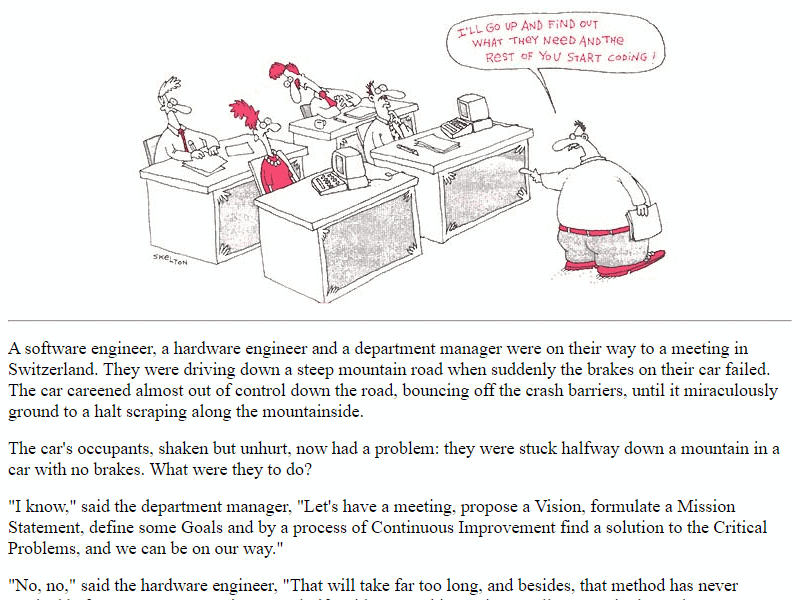 I'LL GO UP AND FIND OUT
WHAT THEY NEED AND THE
REST OF YOU START CODING!
SKELTON
A software engineer, a hardware engineer and a department manager were on their way to a meeting in
Switzerland. They were driving down a steep mountain road when suddenly the brakes on their car failed.
The car careened almost out of control down the road, bouncing off the crash barriers, until it miraculously
ground to a halt scraping along the mountainside.
The car's occupants, shaken but unhurt, now had a problem: they were stuck halfway down a mountain in a
car with no brakes. What were they to do?
"I know," said the department manager, "Let's have a meeting, propose a Vision, formulate a Mission
Statement, define some Goals and by a process of Continuous Improvement find a solution to the Critical
Problems, and we can be on our way."
"No, no," said the hardware engineer, "That will take far too long, and besides, that method has never